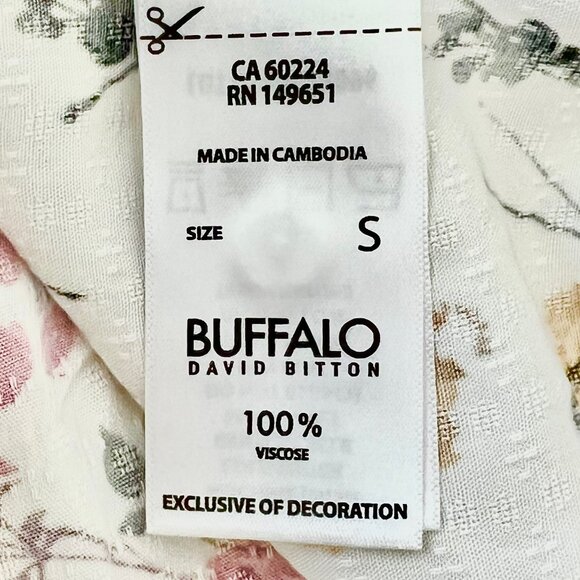 CA 60224
RN 149651
MADE IN CAMBODIA
SIZE S
BUFFALO
DAVID BITTON
100%
VISCOSE
EXCLUSIVE OF DECORATION